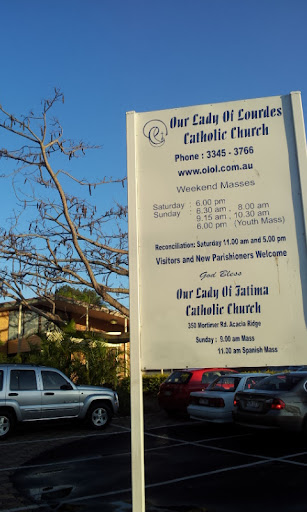 Our Lady Of Lourdes
Catholic Church
Phone : 3345 - 3766
www.olol.com.au
Weekend Masses
Saturday : 6.00 pm
Sunday : 6.30 am , 8.00 am
9.15 am , 10.30 am
6.00 pm (Youth Mass)
Reconciliation: Saturday 11.00 am and 5.00 pm
Visitors and New Parishioners Welcome
God Bless
Our Lady Of Fatima
Catholic Church
350 Mortimer Rd. Acacia Ridge
Sunday : 9.00 am Mass
11.30 am Spanish Mass